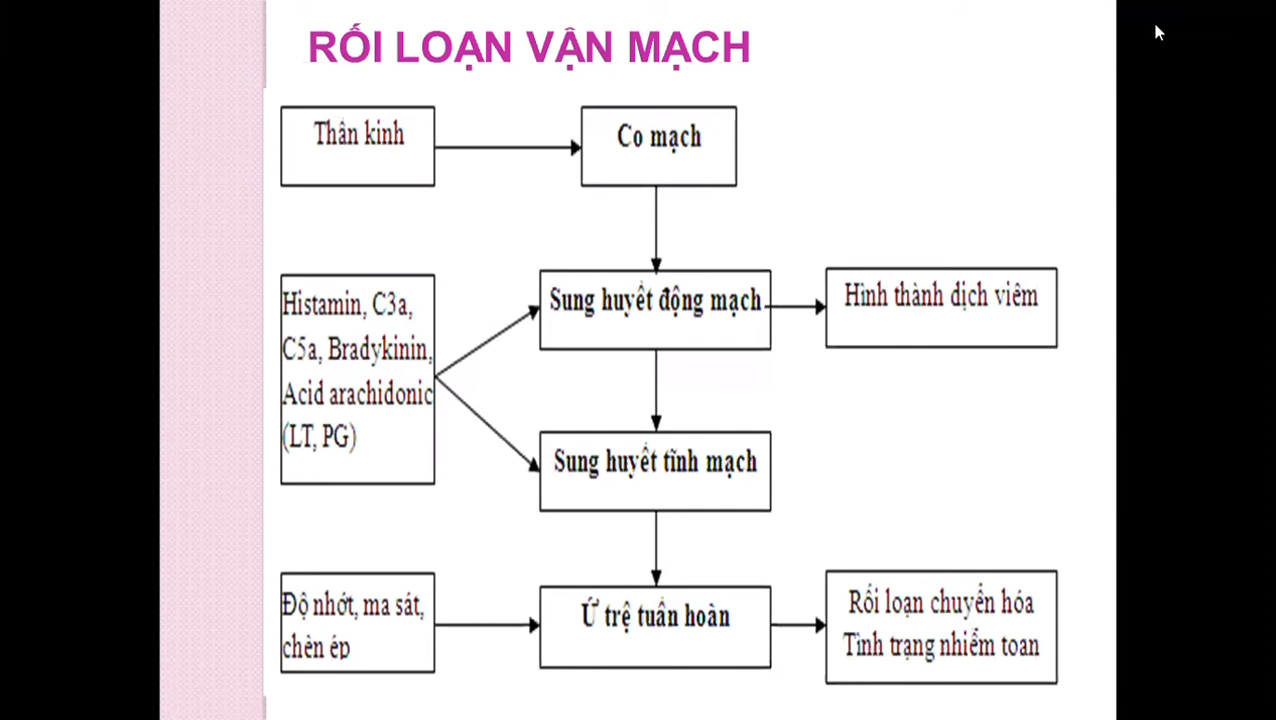 RỐI LOẠN VẬN MẠCH
Thần kinh
Co mạch
Histamin, C3a,
C5a, Bradykinin,
Acid arachidonic
(LT, PG)
Sung huyết động mạch
Hình thành dịch viêm
Sung huyết tĩnh mạch
Độ nhớt, ma sát,
chèn ép
Ứ trệ tuần hoàn
Rối loạn chuyển hóa
Tình trạng nhiễm toan